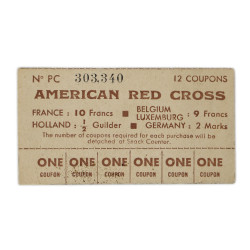 Nº PC 303,340 12 COUPONS
AMERICAN RED CROSS
FRANCE : 10 Francs BELGIUM LUXEMBURG : 9 Francs
HOLLAND : ½ Guilder GERMANY : 2 Marks
The number of coupons required for each purchase will be
detached at Snack Counter.
ONE ONE ONE ONE ONE ONE
COUPON COUPON COUPON COUPON COUPON COUPON